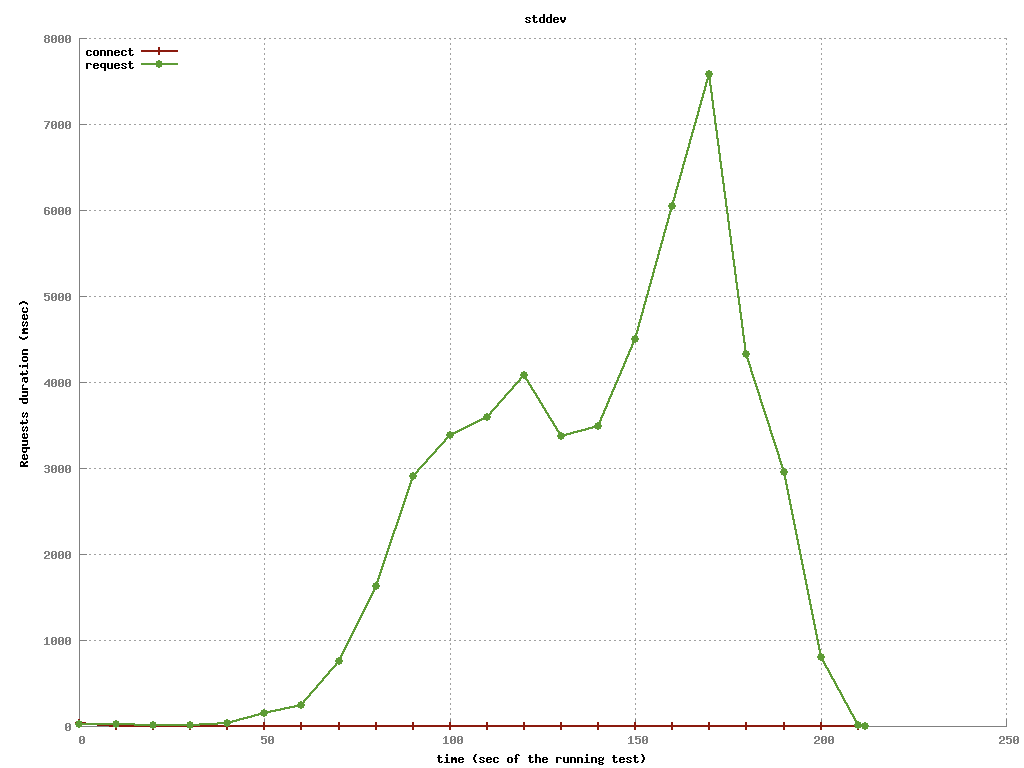 stddev
8000
connect
request
7000
6000
5000
4000
3000
2000
1000
0
0 50 100 150 200 250
Requests duration (msec)
time (sec of the running test)